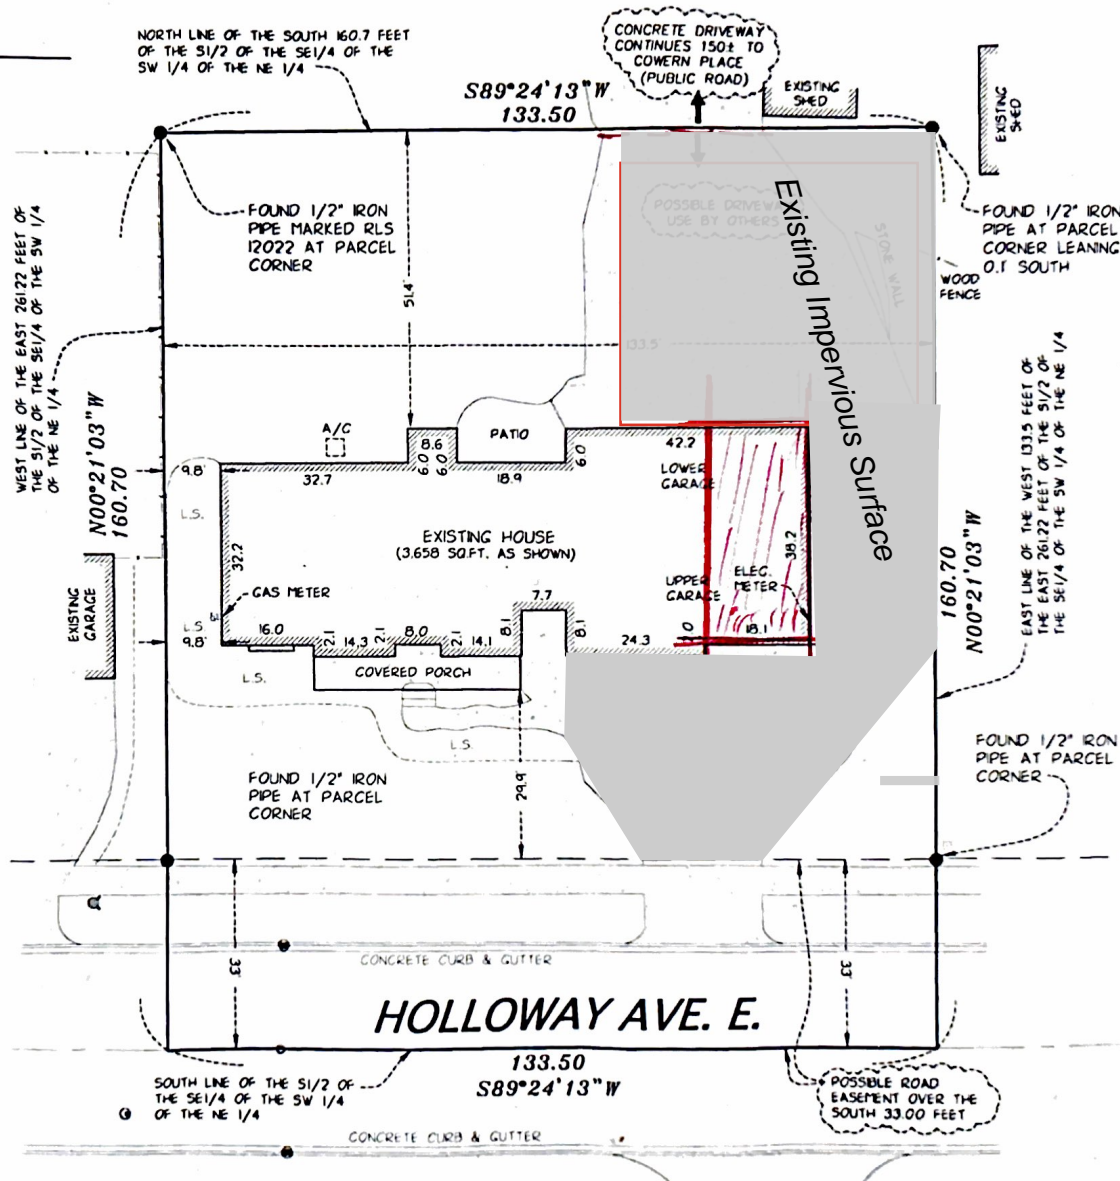 NORTH LINE OF THE SOUTH 160.7 FEET
OF THE S1/2 OF THE SE1/4 OF THE
SW 1/4 OF THE NE 1/4
CONCRETE DRIVEWAY
CONTINUES 150± TO
COWERN PLACE
(PUBLIC ROAD)
S89°24'13"W
133.50
EXISTING
SHED
EXISTING
SHED
FOUND 1/2" IRON
PIPE MARKED RLS
12022 AT PARCEL
CORNER
POSSIBLE DRIVEWAY
USE BY OTHERS
Existing Impervious Surface
STONE WALL
FOUND 1/2" IRON
PIPE AT PARCEL
CORNER LEANING
0.1' SOUTH
WOOD
FENCE
WEST LINE OF THE EAST 261.22 FEET OF
THE S1/2 OF THE SE1/4 OF THE SW 1/4
OF THE NE 1/4
51.4'
133.5'
N00°21'03"W
160.70
A/C
PATIO
8.6
6.0
6.0
6.0
42.2
9.8'
32.7
18.9
LOWER
GARAGE
L.S.
EXISTING HOUSE
(3,658 SQ.FT. AS SHOWN)
32.2
38.2
EAST LINE OF THE WEST 133.5 FEET OF
THE EAST 261.22 FEET OF THE S1/2 OF
THE SE1/4 OF THE SW 1/4 OF THE NE 1/4
160.70
N00°21'03"W
EXISTING
GARAGE
GAS METER
UPPER
GARAGE
ELEC.
METER
7.7
L.S.
9.8'
16.0
2.1
14.3
2.1
8.0
2.1
14.1
8.1
8.1
24.3
18.1
COVERED PORCH
L.S.
L.S.
29.9'
FOUND 1/2" IRON
PIPE AT PARCEL
CORNER
FOUND 1/2" IRON
PIPE AT PARCEL
CORNER
33'
33'
CONCRETE CURB & GUTTER
HOLLOWAY AVE. E.
133.50
S89°24'13"W
SOUTH LINE OF THE S1/2 OF
THE SE1/4 OF THE SW 1/4
OF THE NE 1/4
POSSIBLE ROAD
EASEMENT OVER THE
SOUTH 33.00 FEET
CONCRETE CURB & GUTTER